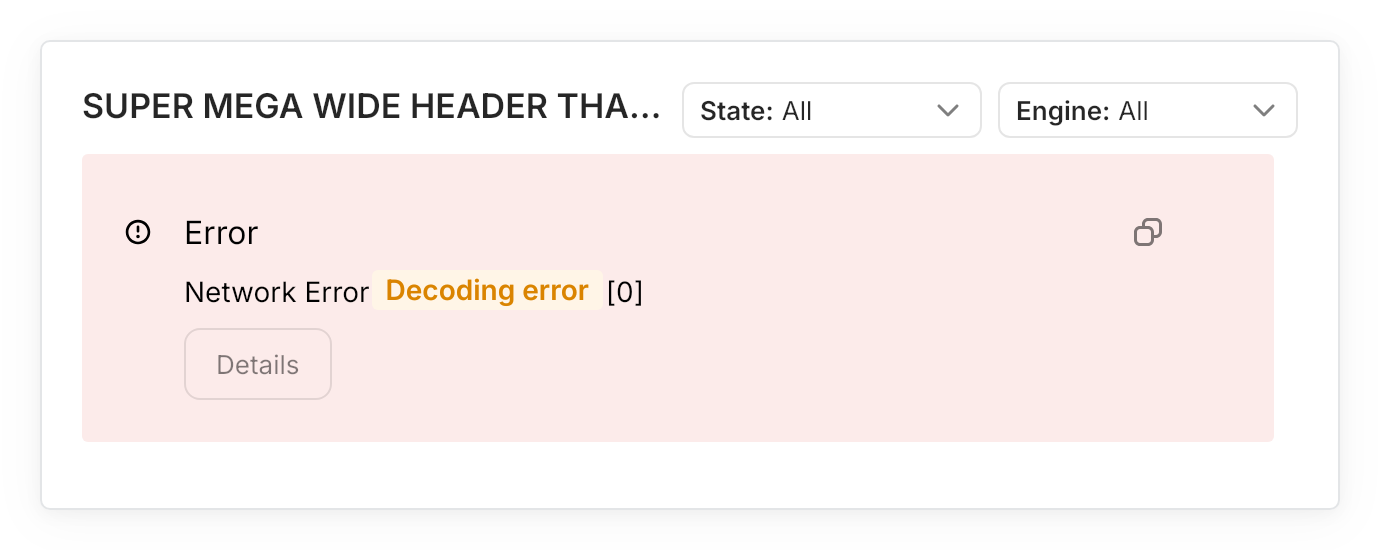 SUPER MEGA WIDE HEADER THA... State: All Engine: All
Error
Network Error Decoding error [0]
Details